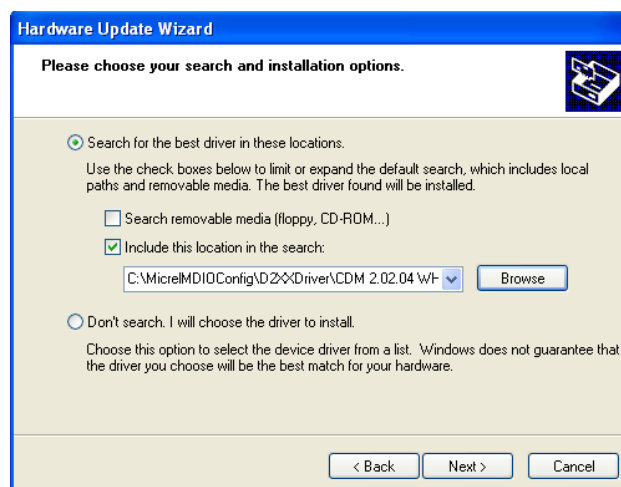 Hardware Update Wizard
Please choose your search and installation options.
Search for the best driver in these locations.
Use the check boxes below to limit or expand the default search, which includes local
paths and removable media. The best driver found will be installed.
Search removable media (floppy, CD-ROM...)
Include this location in the search:
C:\MicrelMDIOConfig\D2XXDriver\CDM 2.02.04 WH
Browse
Don't search. I will choose the driver to install.
Choose this option to select the device driver from a list. Windows does not guarantee that
the driver you choose will be the best match for your hardware.
< Back
Next >
Cancel